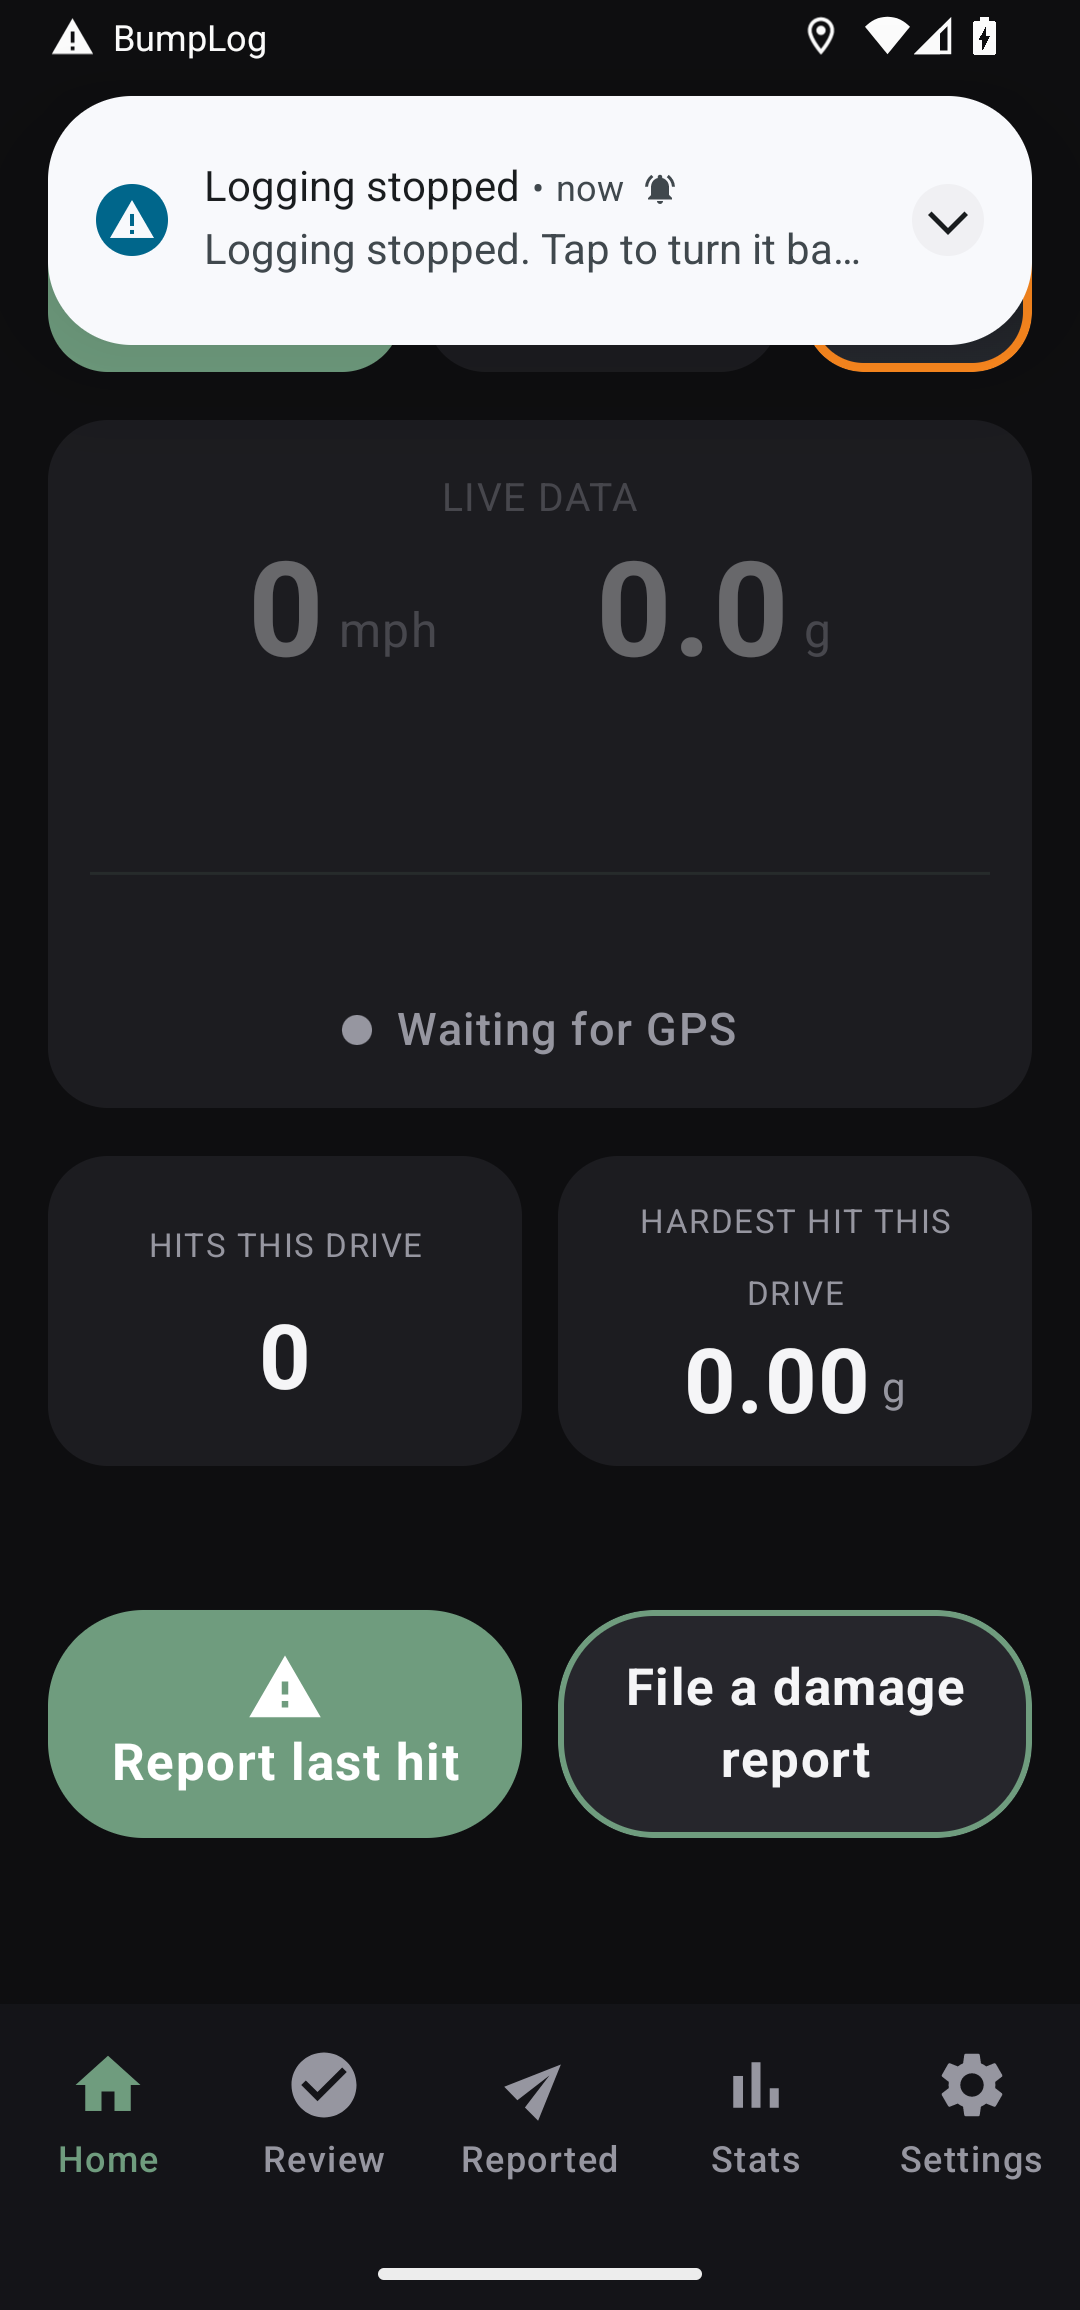 BumpLog
Logging stopped • now
Logging stopped. Tap to turn it ba...
LIVE DATA
0 mph 0.0 g
Waiting for GPS
HITS THIS DRIVE
0
HARDEST HIT THIS
DRIVE
0.00 g
Report last hit
File a damage
report
Home Review Reported Stats Settings